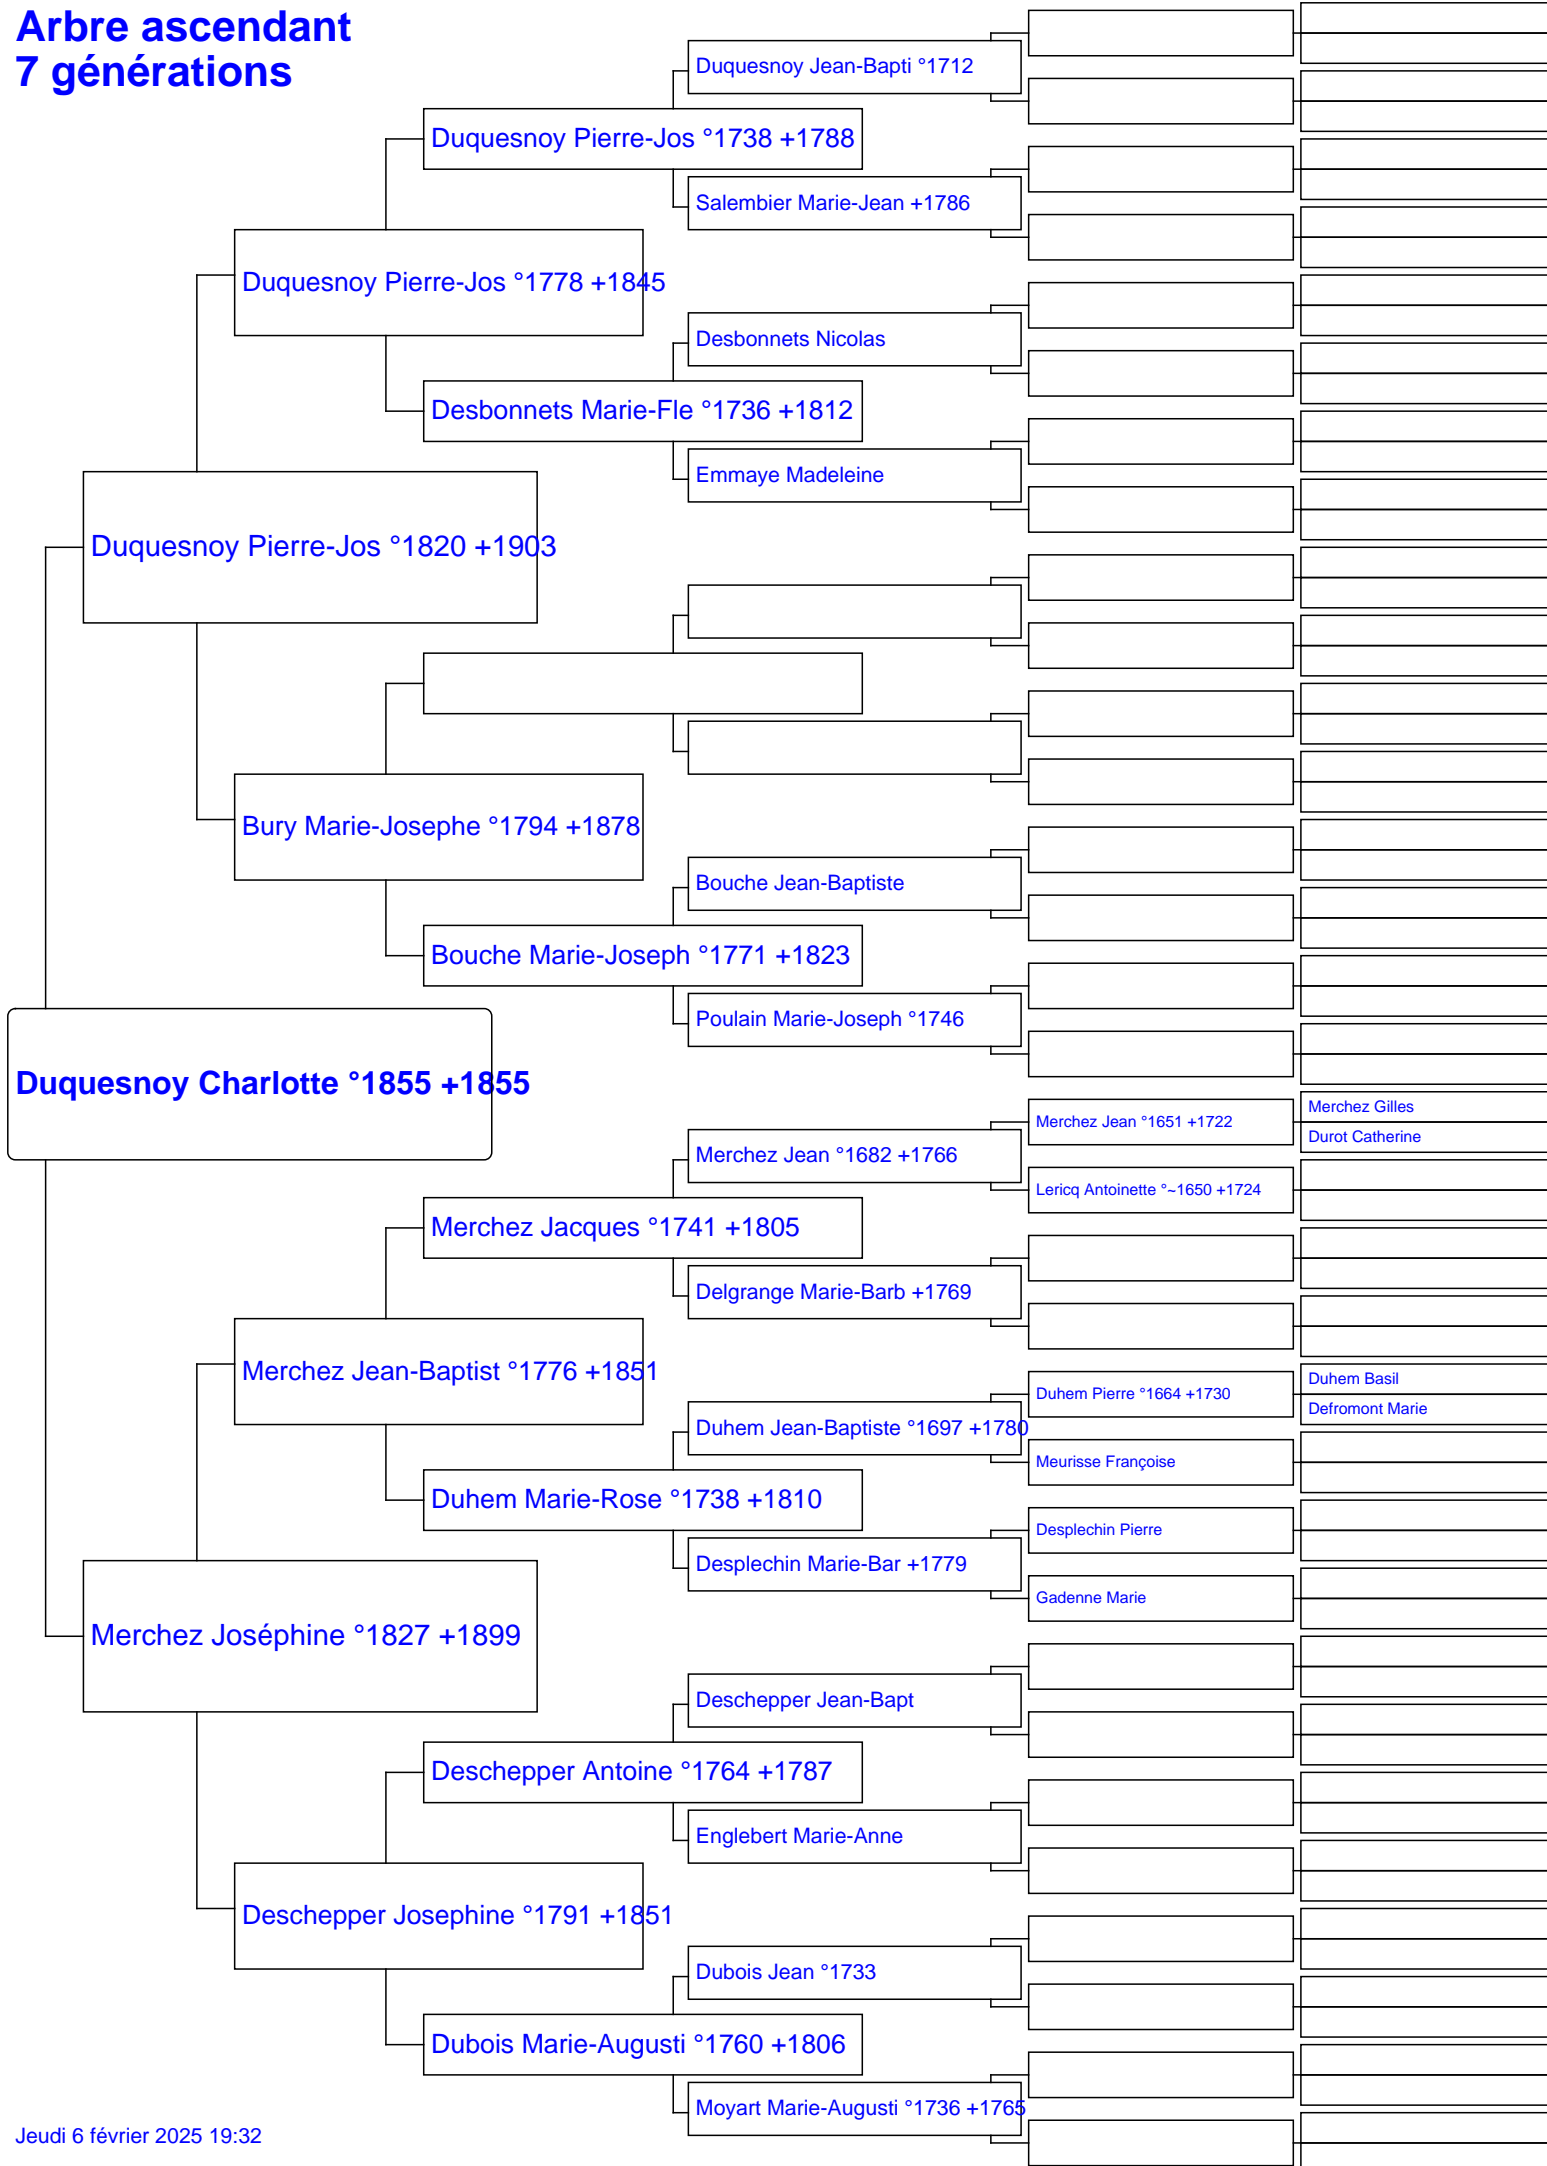 Arbre ascendant
7 générations
Duquesnoy Jean-Bapti °1712
Duquesnoy Pierre-Jos °1738 +1788
Salembier Marie-Jean +1786
Duquesnoy Pierre-Jos °1778 +1845
Desbonnets Nicolas
Desbonnets Marie-Fle °1736 +1812
Emmaye Madeleine
Duquesnoy Pierre-Jos °1820 +1903
Bury Marie-Josephe °1794 +1878
Bouche Jean-Baptiste
Bouche Marie-Joseph °1771 +1823
Poulain Marie-Joseph °1746
Duquesnoy Charlotte °1855 +1855
Merchez Gilles
Merchez Jean °1651 +1722
Durot Catherine
Merchez Jean °1682 +1766
Lericq Antoinette °~1650 +1724
Merchez Jacques °1741 +1805
Delgrange Marie-Barb +1769
Merchez Jean-Baptist °1776 +1851
Duhem Basil
Duhem Pierre °1664 +1730
Defromont Marie
Duhem Jean-Baptiste °1697 +1780
Meurisse Françoise
Duhem Marie-Rose °1738 +1810
Desplechin Pierre
Desplechin Marie-Bar +1779
Gadenne Marie
Merchez Joséphine °1827 +1899
Deschepper Jean-Bapt
Deschepper Antoine °1764 +1787
Englebert Marie-Anne
Deschepper Josephine °1791 +1851
Dubois Jean °1733
Dubois Marie-Augusti °1760 +1806
Moyart Marie-Augusti °1736 +1765
Jeudi 6 février 2025 19:32